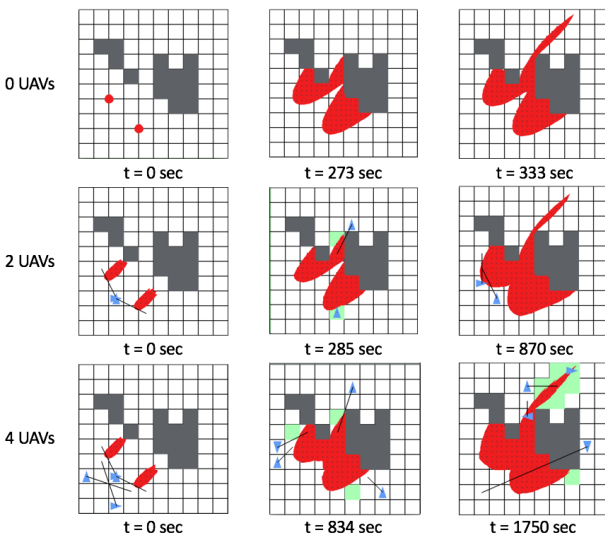 0 UAVs
t = 0 sec
t = 273 sec
t = 333 sec
2 UAVs
t = 0 sec
t = 285 sec
t = 870 sec
4 UAVs
t = 0 sec
t = 834 sec
t = 1750 sec